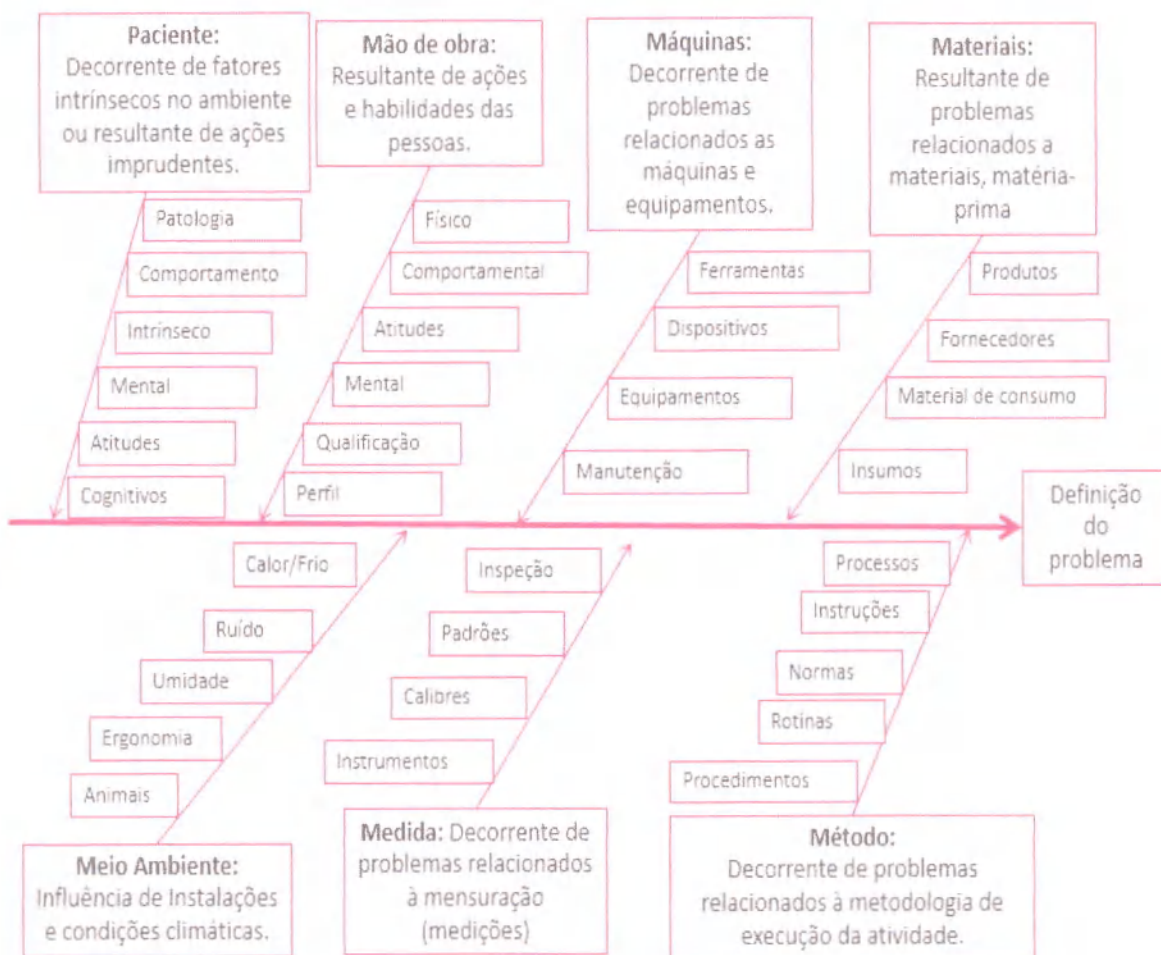 Paciente:
Decorrente de fatores
intrínsecos no ambiente
ou resultante de ações
imprudentes.
Mão de obra:
Resultante de ações
e habilidades das
pessoas.
Máquinas:
Decorrente de
problemas
relacionados as
máquinas e
equipamentos.
Materiais:
Resultante de
problemas
relacionados a
materiais, matéria-
prima
Patologia
Comportamento
Intrínseco
Mental
Atitudes
Cognitivos
Físico
Comportamental
Atitudes
Mental
Qualificação
Perfil
Ferramentas
Dispositivos
Equipamentos
Manutenção
Produtos
Fornecedores
Material de consumo
Insumos
Definição
do
problema
Calor/Frio
Ruído
Umidade
Ergonomia
Animais
Inspeção
Padrões
Calibres
Instrumentos
Processos
Instruções
Normas
Rotinas
Procedimentos
Meio Ambiente:
Influência de Instalações
e condições climáticas.
Medida: Decorrente de
problemas relacionados
à mensuração
(medições)
Método:
Decorrente de problemas
relacionados à metodologia de
execução da atividade.